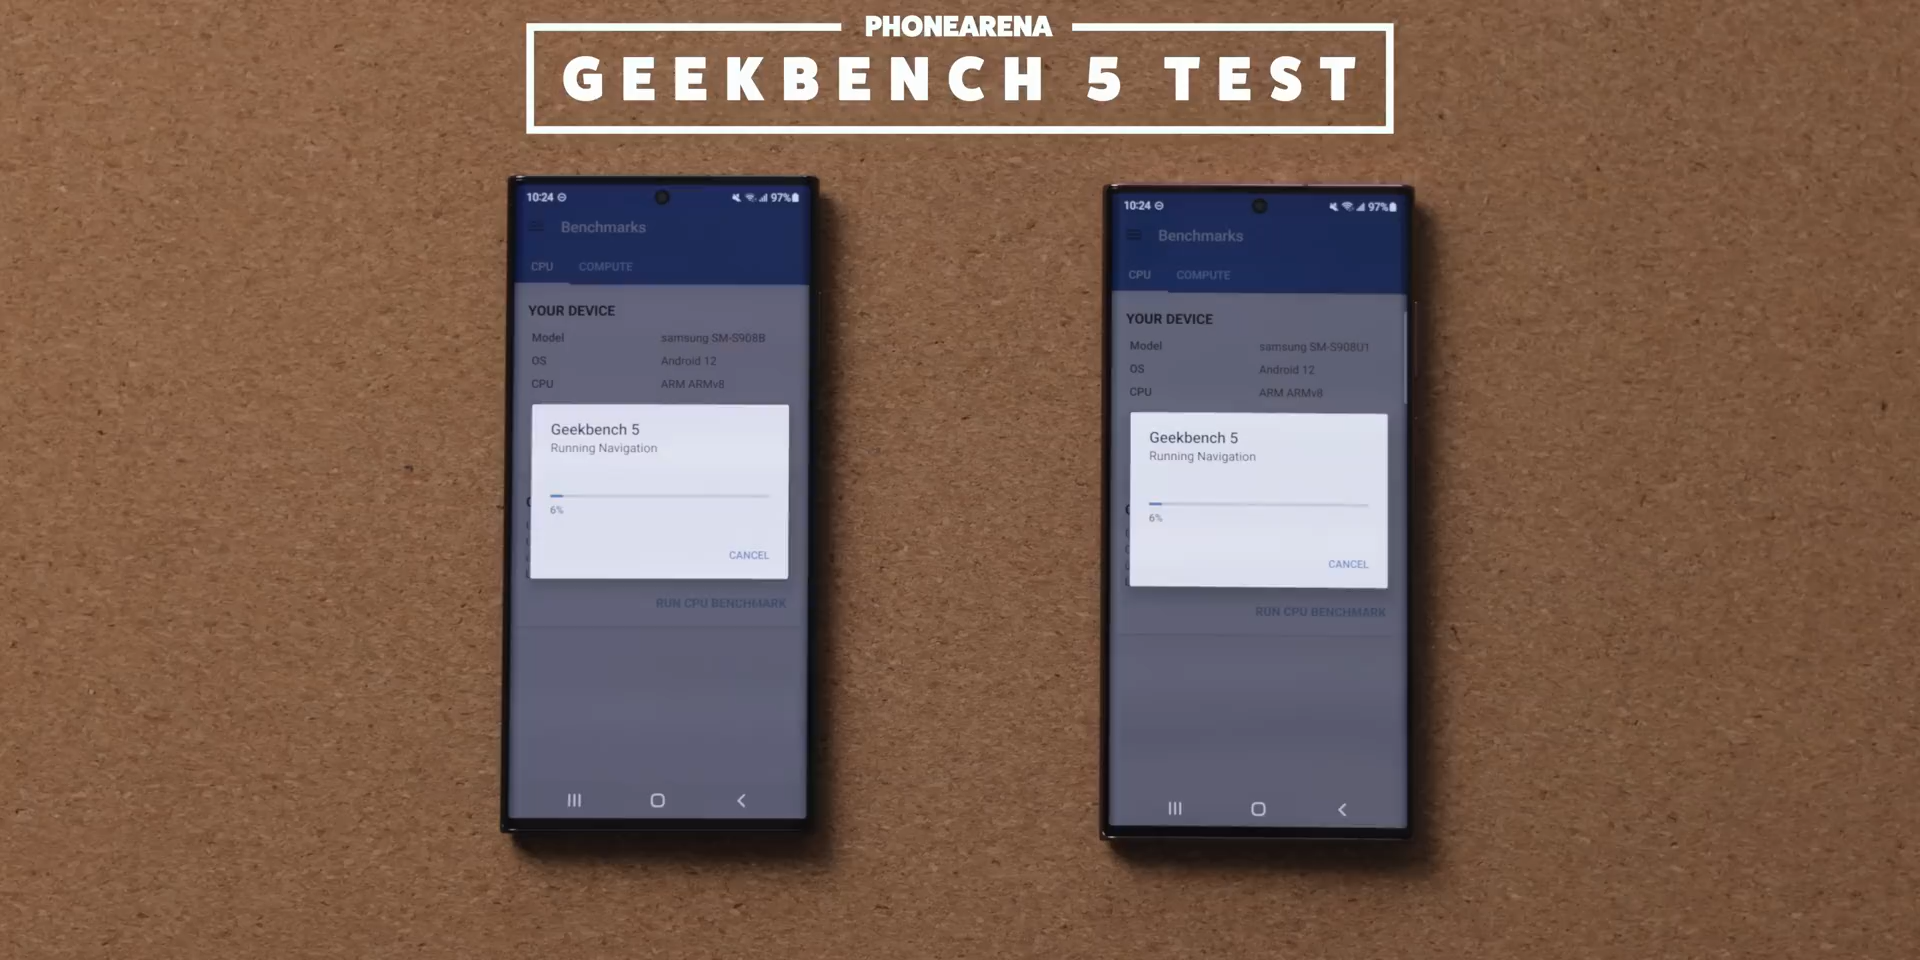 PHONEARENA
GEEKBENCH 5 TEST
10:24
97%
Benchmarks
CPU COMPUTE
YOUR DEVICE
Model samsung SM-S908B
OS Android 12
CPU ARM ARMv8
Geekbench 5
Running Navigation
6%
CANCEL
RUN CPU BENCHMARK
10:24
97%
Benchmarks
CPU COMPUTE
YOUR DEVICE
Model samsung SM-S908U1
OS Android 12
CPU ARM ARMv8
Geekbench 5
Running Navigation
6%
CANCEL
RUN CPU BENCHMARK